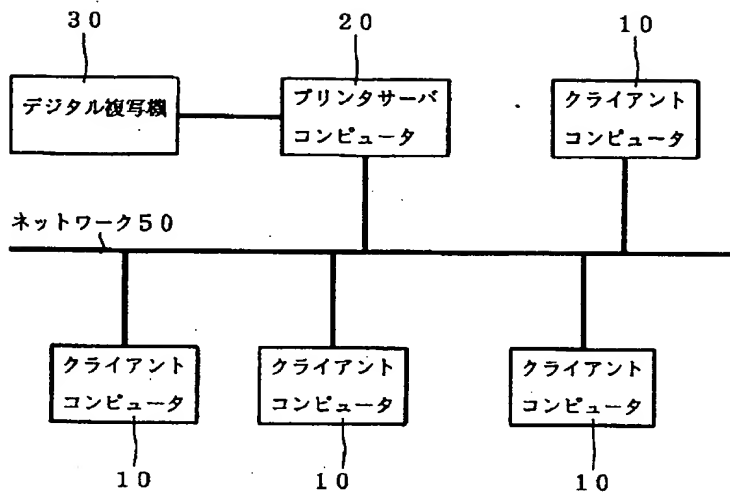 30
20
10
デジタル複写機
プリンタサーバ
コンピュータ
クライアント
コンピュータ
ネットワーク50
クライアント
コンピュータ
クライアント
コンピュータ
クライアント
コンピュータ
10
10
10